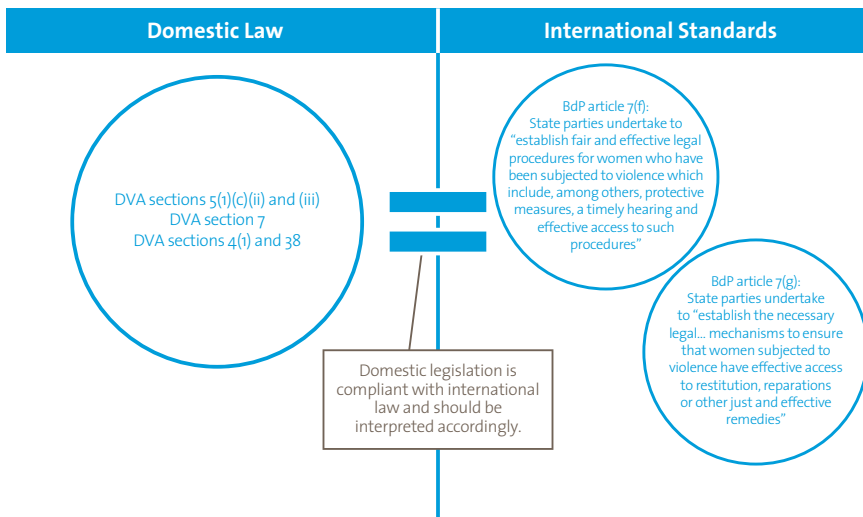 Domestic Law
International Standards
DVA sections 5(1)(c)(ii) and (iii)
DVA section 7
DVA sections 4(1) and 38
BdP article 7(f):
State parties undertake to
“establish fair and effective legal
procedures for women who have
been subjected to violence which
include, among others, protective
measures, a timely hearing and
effective access to such
procedures”
BdP article 7(g):
State parties undertake
to “establish the necessary
legal... mechanisms to ensure
that women subjected to
violence have effective access
to restitution, reparations
or other just and effective
remedies”
Domestic legislation is
compliant with international
law and should be
interpreted accordingly.